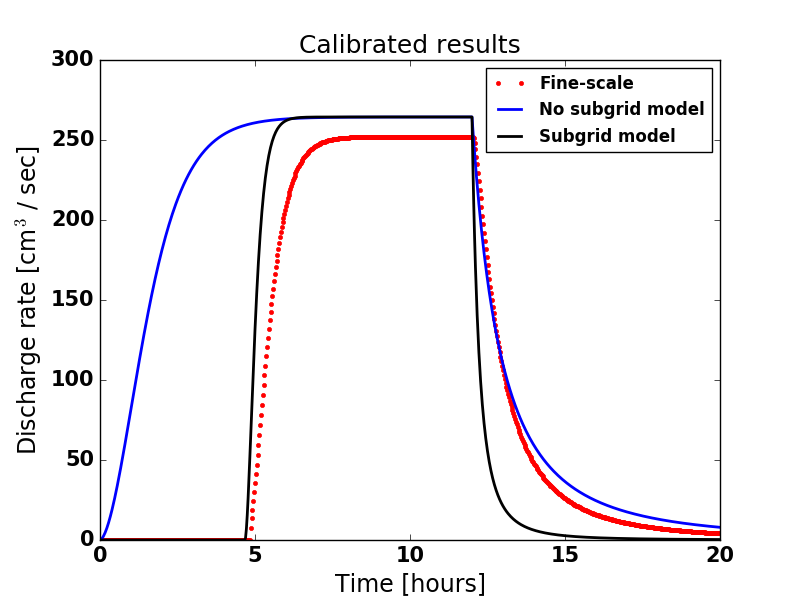 Calibrated results
Fine-scale
No subgrid model
Subgrid model
Discharge rate [cm³ / sec]
300
250
200
150
100
50
0
0 5 10 15 20
Time [hours]